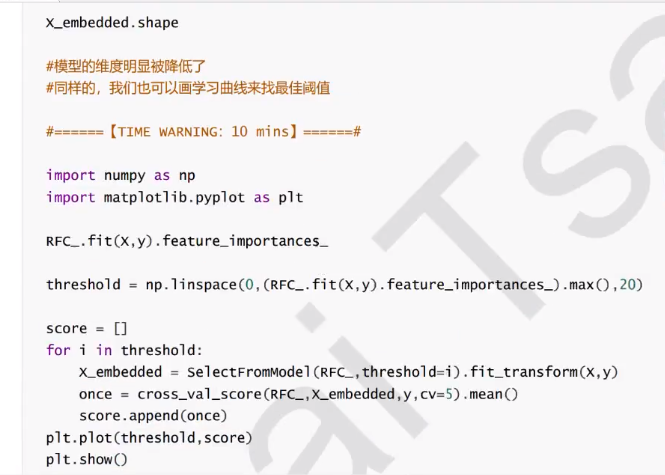 X_embedded.shape
#模型的维度明显被降低了
#同样的，我们也可以画学习曲线来找最佳阈值
#======【TIME WARNING：10 mins】======#
import numpy as np
import matplotlib.pyplot as plt
RFC_.fit(X,y).feature_importances_
threshold = np.linspace(0,(RFC_.fit(X,y).feature_importances_).max(),20)
score = []
for i in threshold:
    X_embedded = SelectFromModel(RFC_,threshold=i).fit_transform(X,y)
    once = cross_val_score(RFC_,X_embedded,y,cv=5).mean()
    score.append(once)
plt.plot(threshold,score)
plt.show()